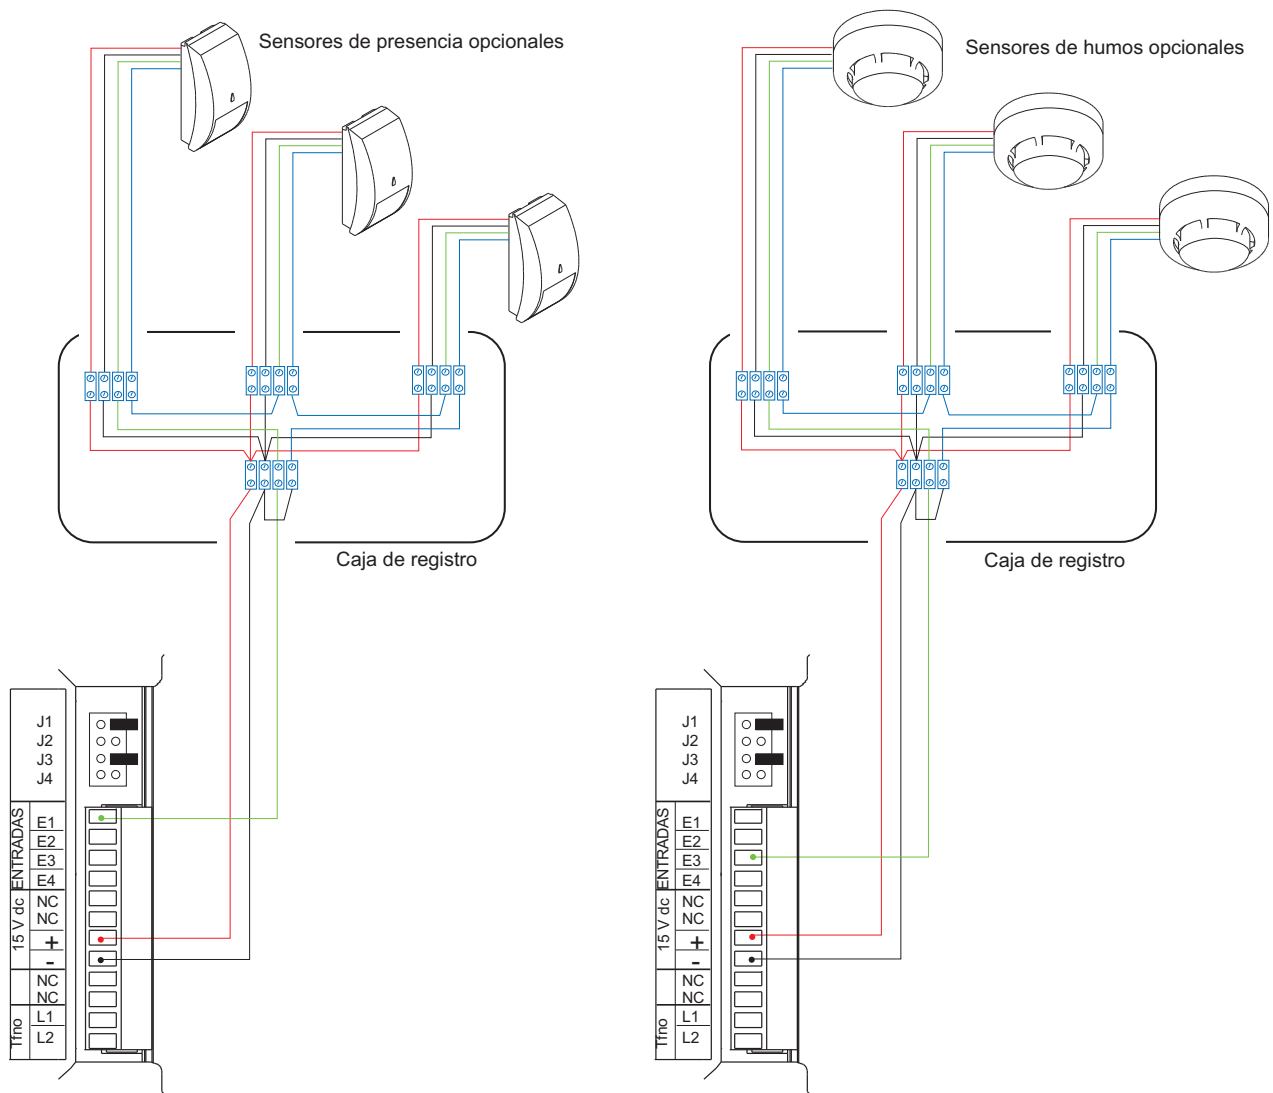 Sensores de presencia opcionales
Sensores de humos opcionales
Caja de registro
Caja de registro
J1
J2
J3
J4
ENTRADAS
E1
E2
E3
E4
15 V dc
NC
NC
+
-
NC
NC
Tfno
L1
L2
J1
J2
J3
J4
ENTRADAS
E1
E2
E3
E4
15 V dc
NC
NC
+
-
NC
NC
Tfno
L1
L2